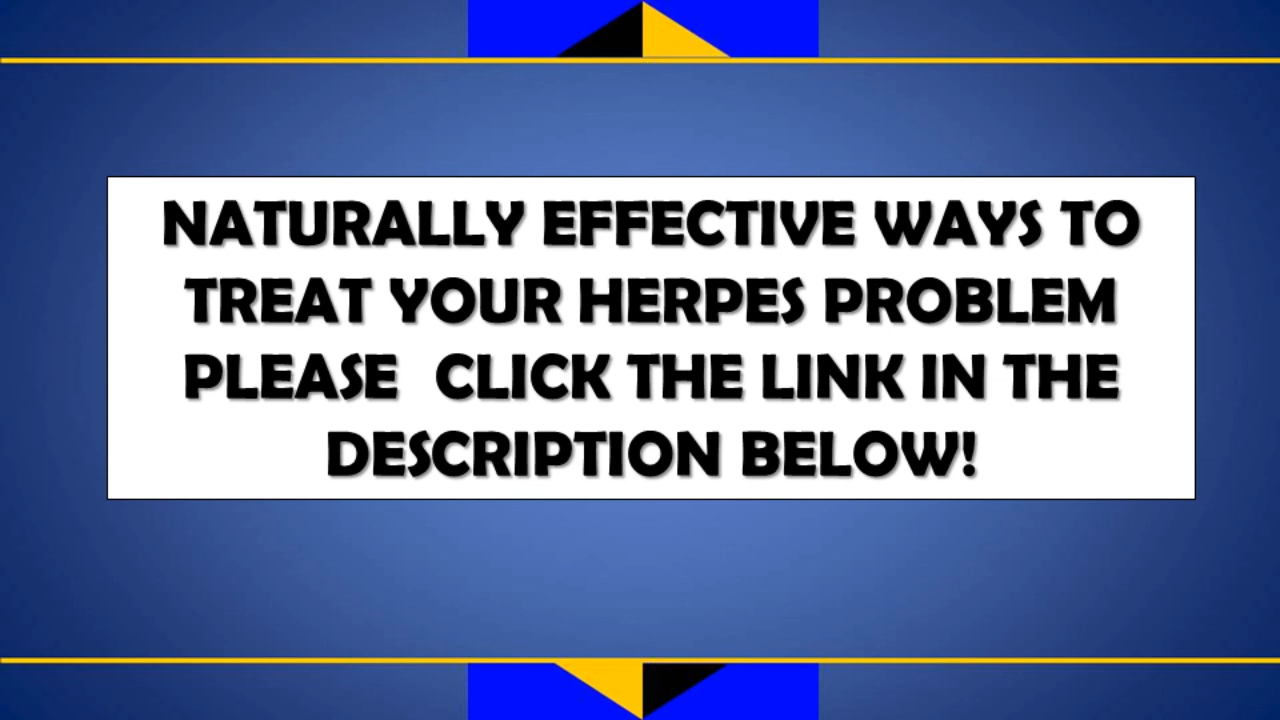 NATURALLY EFFECTIVE WAYS TO
TREAT YOUR HERPES PROBLEM
PLEASE  CLICK THE LINK IN THE
DESCRIPTION BELOW!